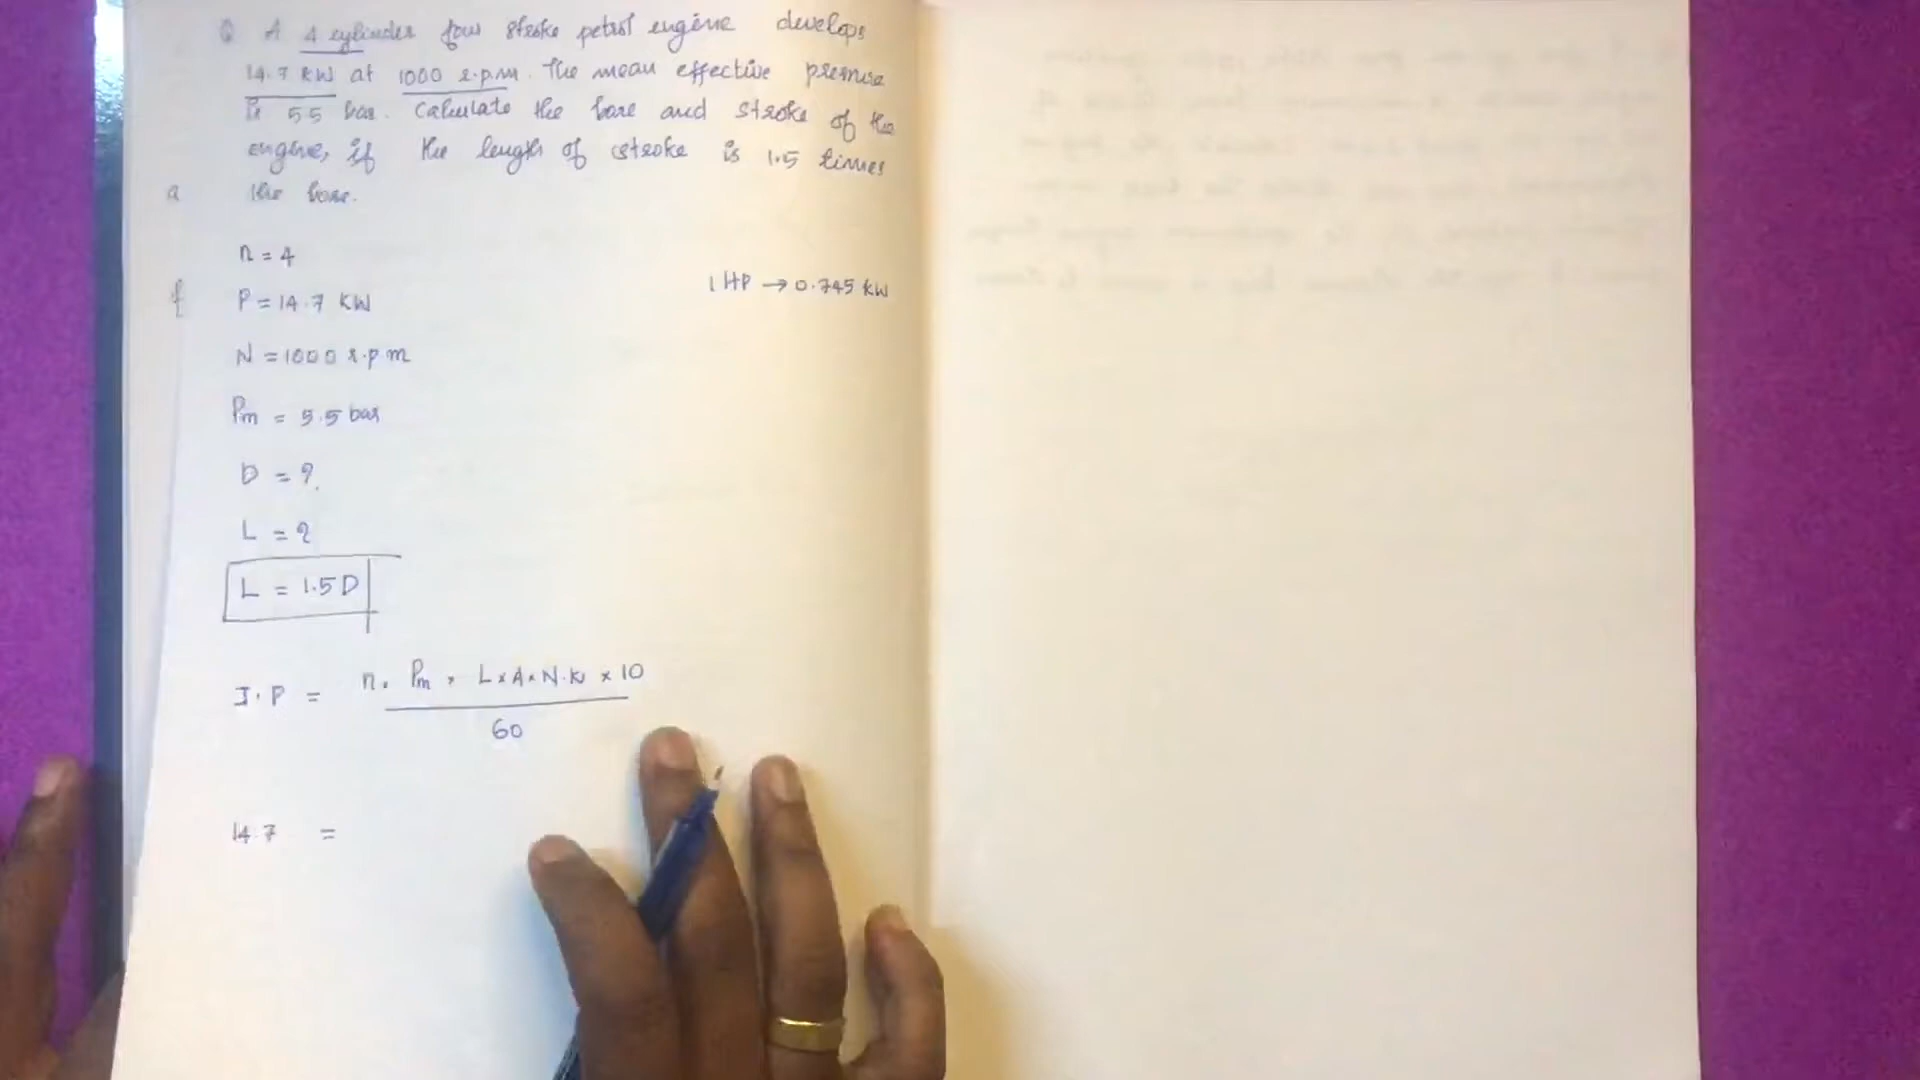 Q A 4 cylinder four stroke petrol engine develops
14.7 KW at 1000 r.p.m. The mean effective pressure
is 5.5 bar. Calculate the bore and stroke of the
engine, if the length of stroke is 1.5 times
a the bore.
n = 4
1 HP → 0.745 KW
f P = 14.7 KW
N = 1000 r.p.m
Pm = 5.5 bar
D = ?
L = ?
L = 1.5 D
I.P = n × Pm × L×A×N.K × 10
60
14.7 =